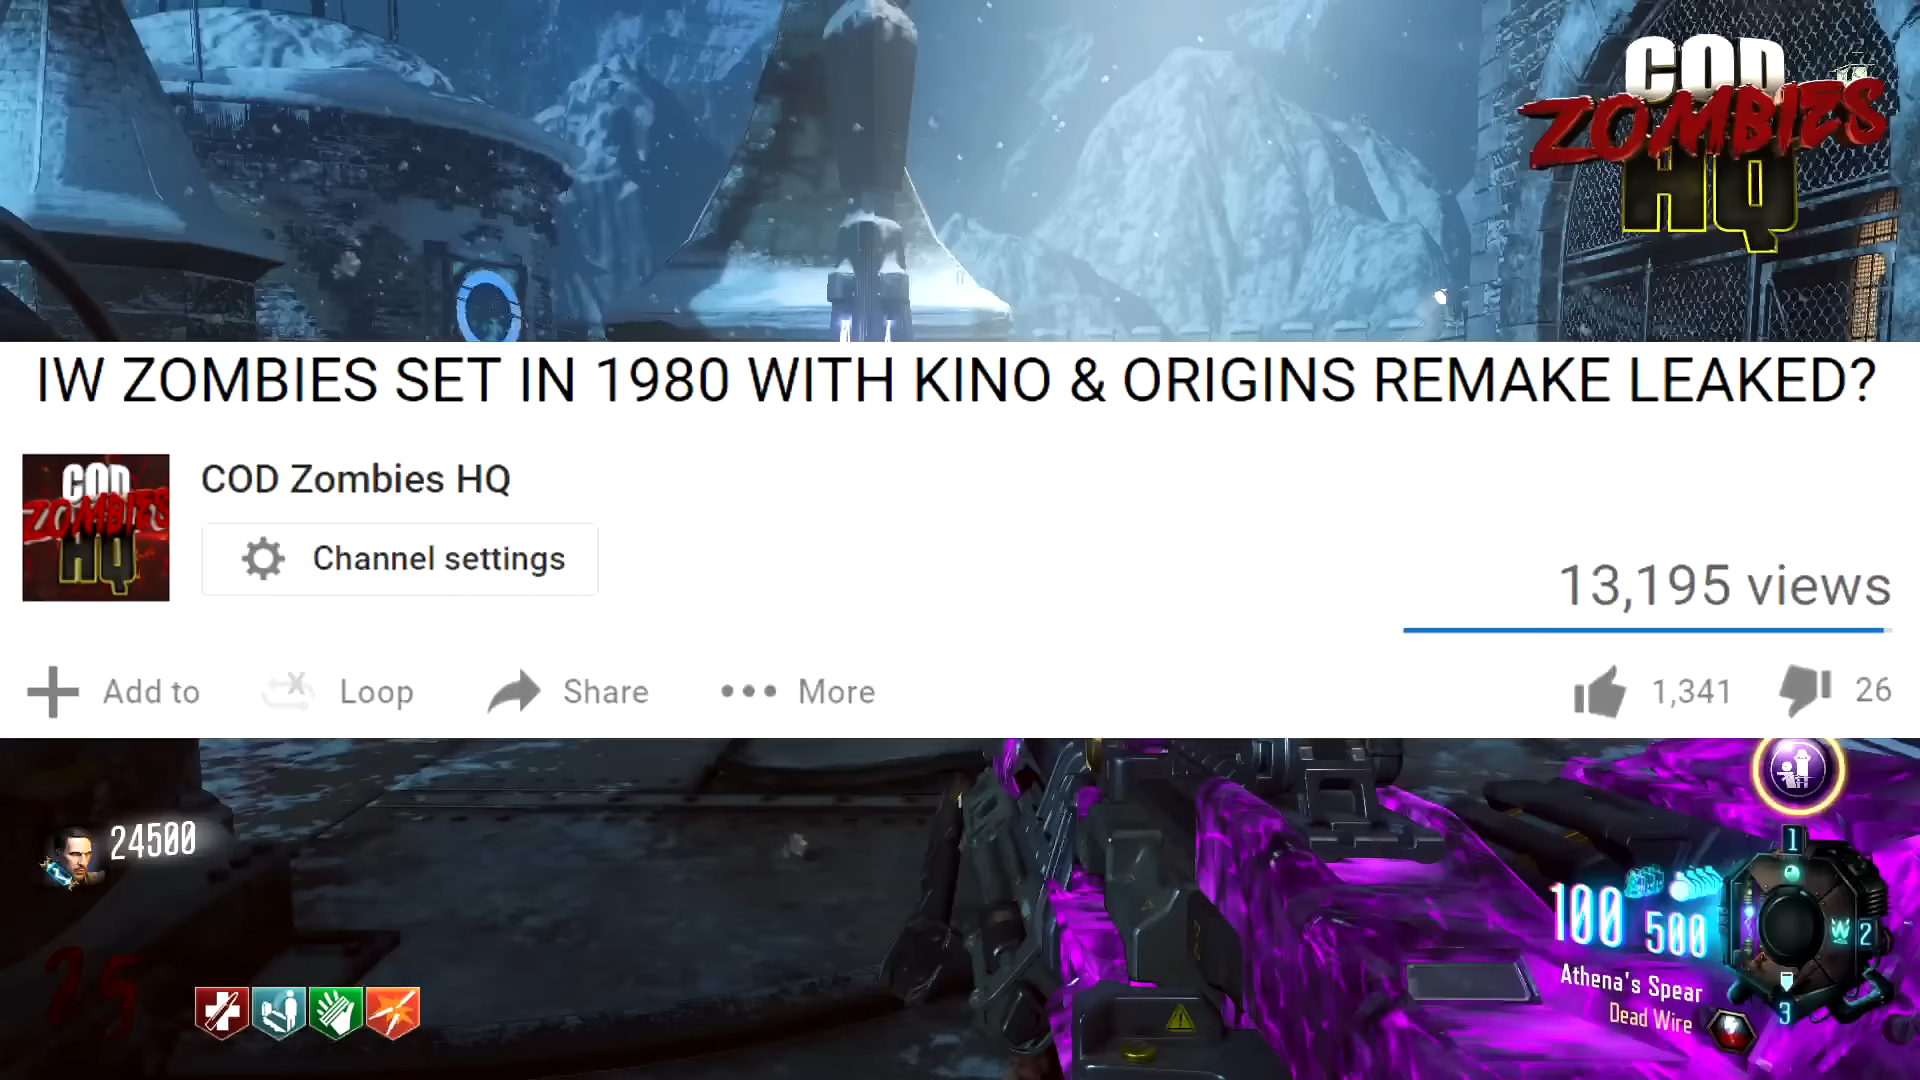 COD
ZOMBIES
HQ
IW ZOMBIES SET IN 1980 WITH KINO & ORIGINS REMAKE LEAKED?
COD
ZOMBIES
HQ
COD Zombies HQ
Channel settings
13,195 views
Add to
Loop
Share
More
1,341
26
24500
1
100 500
2
Athena's Spear
Dead Wire
3
25